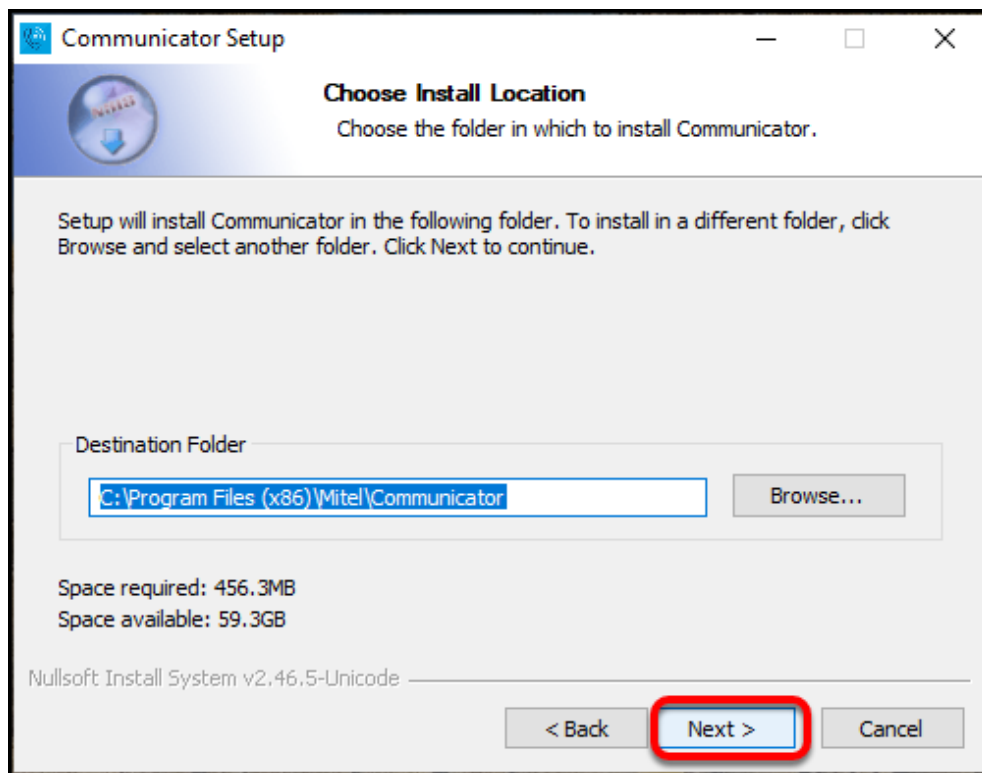 Communicator Setup
Choose Install Location
Choose the folder in which to install Communicator.
Setup will install Communicator in the following folder. To install in a different folder, click
Browse and select another folder. Click Next to continue.
Destination Folder
C:\Program Files (x86)\Mitel\Communicator
Browse...
Space required: 456.3MB
Space available: 59.3GB
Nullsoft Install System v2.46.5-Unicode
< Back
Next >
Cancel